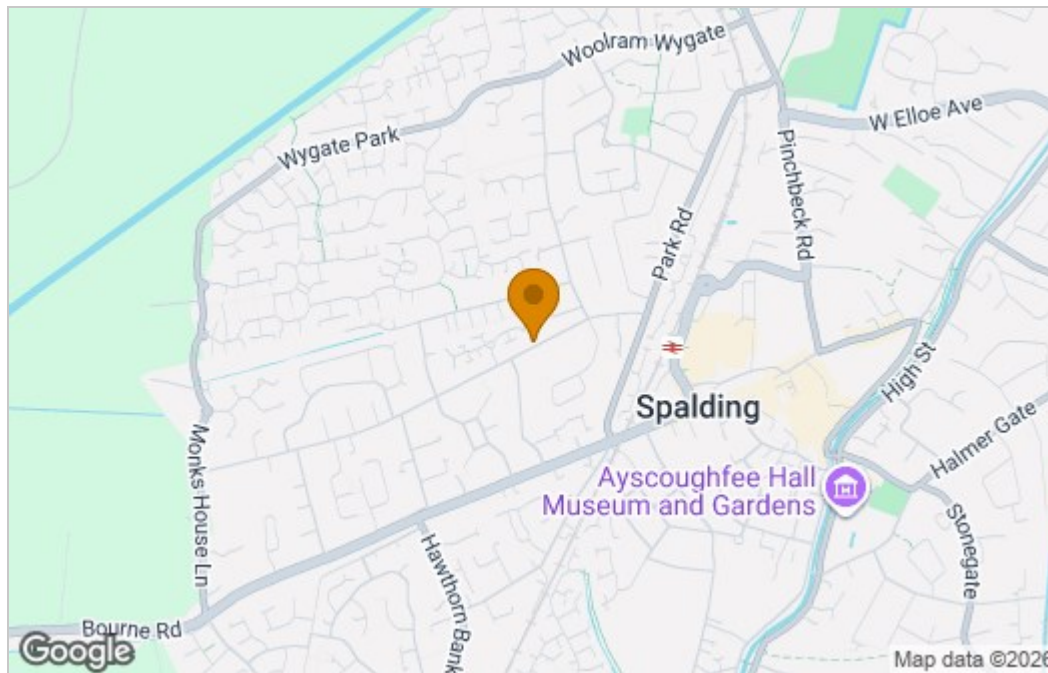 Woolram Wygate
W Elloe Ave
Wygate Park
Pinchbeck Rd
Park Rd
High St
Spalding
Halmer Gate
Ayscoughfee Hall
Museum and Gardens
Stonegate
Monks House Ln
Hawthorn Bank
Bourne Rd
Google
Map data ©2026